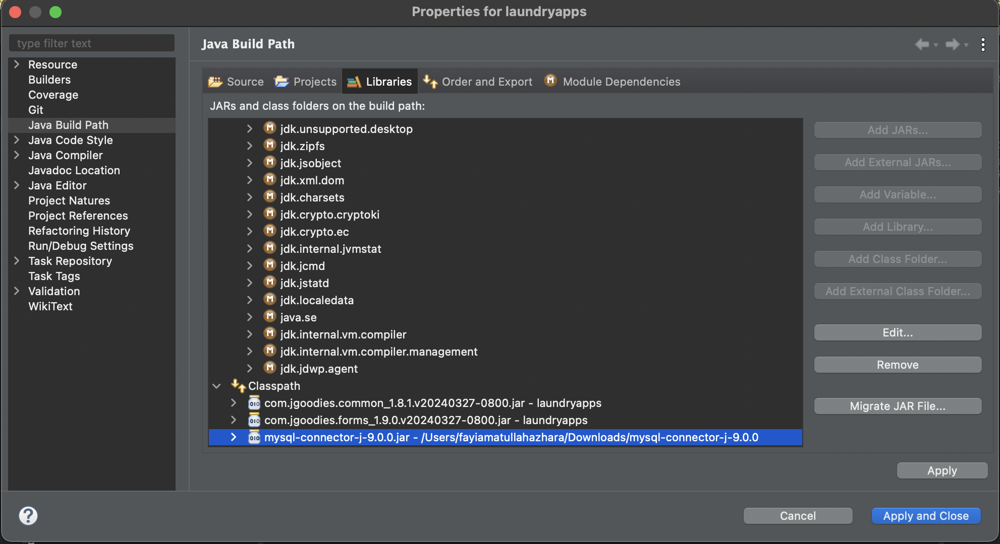 Properties for laundryapps
type filter text
Resource
Builders
Coverage
Git
Java Build Path
Java Code Style
Java Compiler
Javadoc Location
Java Editor
Project Natures
Project References
Refactoring History
Run/Debug Settings
Task Repository
Task Tags
Validation
WikiText
Java Build Path
Source Projects Libraries Order and Export Module Dependencies
JARs and class folders on the build path:
jdk.unsupported.desktop
jdk.zipfs
jdk.jsobject
jdk.xml.dom
jdk.charsets
jdk.crypto.cryptoki
jdk.crypto.ec
jdk.internal.jvmstat
jdk.jcmd
jdk.jstatd
jdk.localedata
java.se
jdk.internal.vm.compiler
jdk.internal.vm.compiler.management
jdk.jdwp.agent
Classpath
com.jgoodies.common_1.8.1.v20240327-0800.jar - laundryapps
com.jgoodies.forms_1.9.0.v20240327-0800.jar - laundryapps
mysql-connector-j-9.0.0.jar - /Users/fayiamatullahazhara/Downloads/mysql-connector-j-9.0.0
Add JARs...
Add External JARs...
Add Variable...
Add Library...
Add Class Folder...
Add External Class Folder...
Edit...
Remove
Migrate JAR File...
Apply
Cancel
Apply and Close